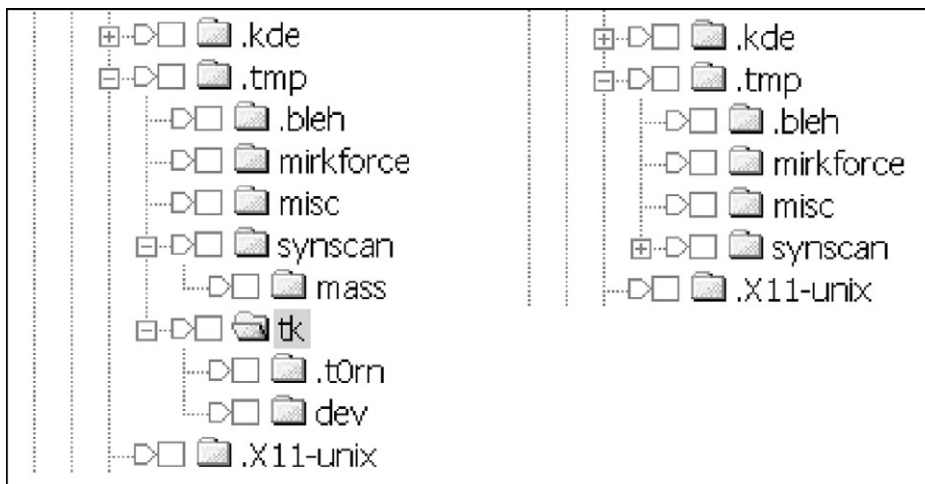 .kde
.tmp
.bleh
mirkforce
misc
synscan
mass
tk
.t0rn
dev
.X11-unix
.kde
.tmp
.bleh
mirkforce
misc
synscan
.X11-unix